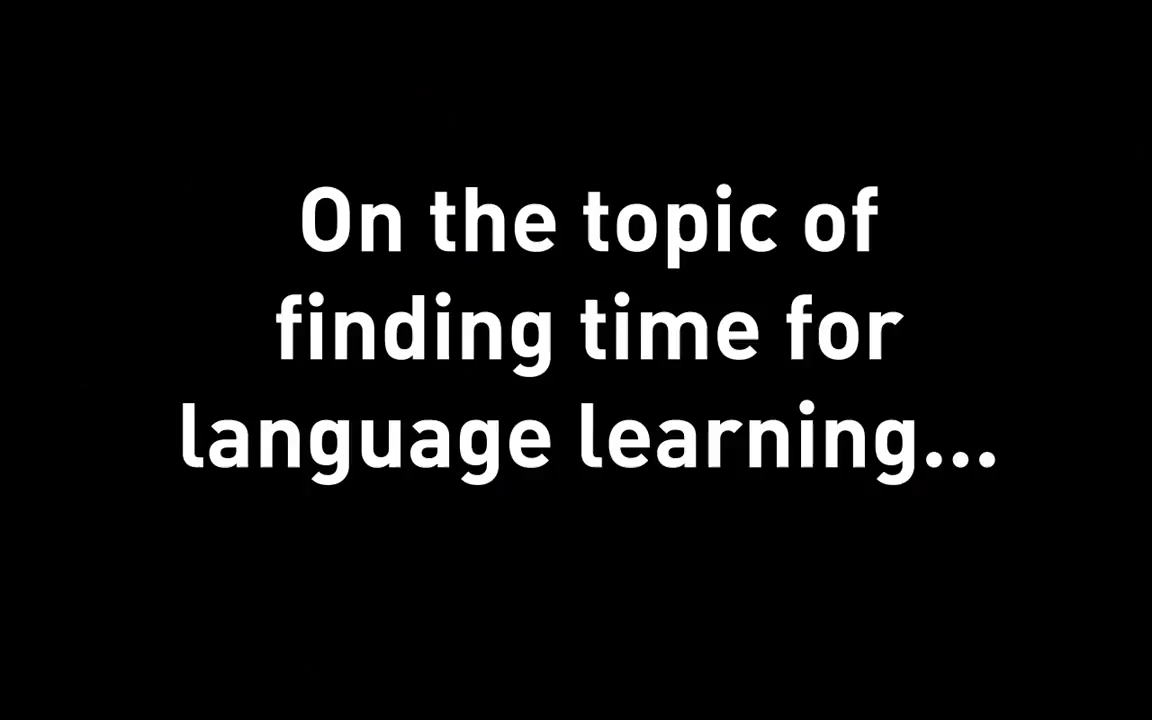 On the topic of
finding time for
language learning...